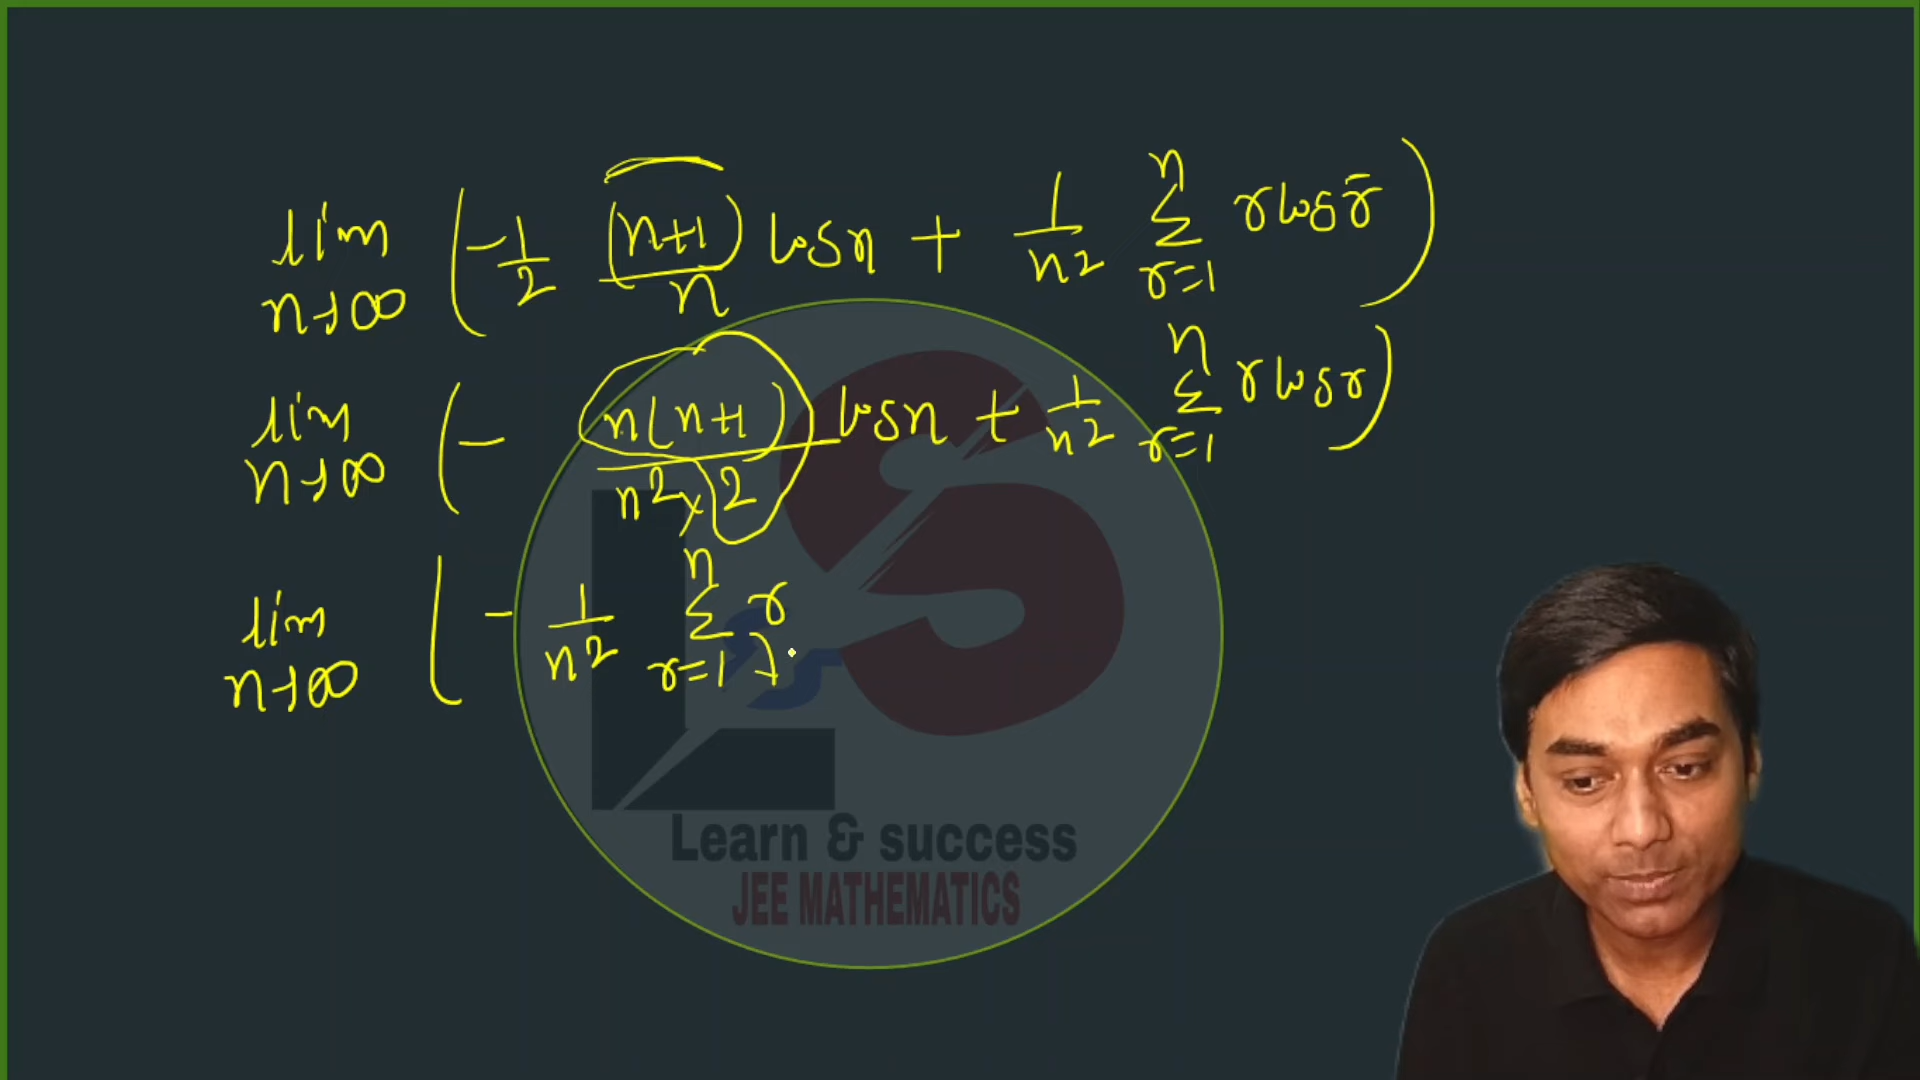 lim n→∞ ( -1/2 (n+1)/n log n + 1/n² Σ_{r=1}^{n} r log r )
lim n→∞ ( - n(n+1)/(n²×2) log n + 1/n² Σ_{r=1}^{n} r log r )
lim n→∞ ( - 1/n² Σ_{r=1}^{n} r
LS
Learn & success
JEE MATHEMATICS